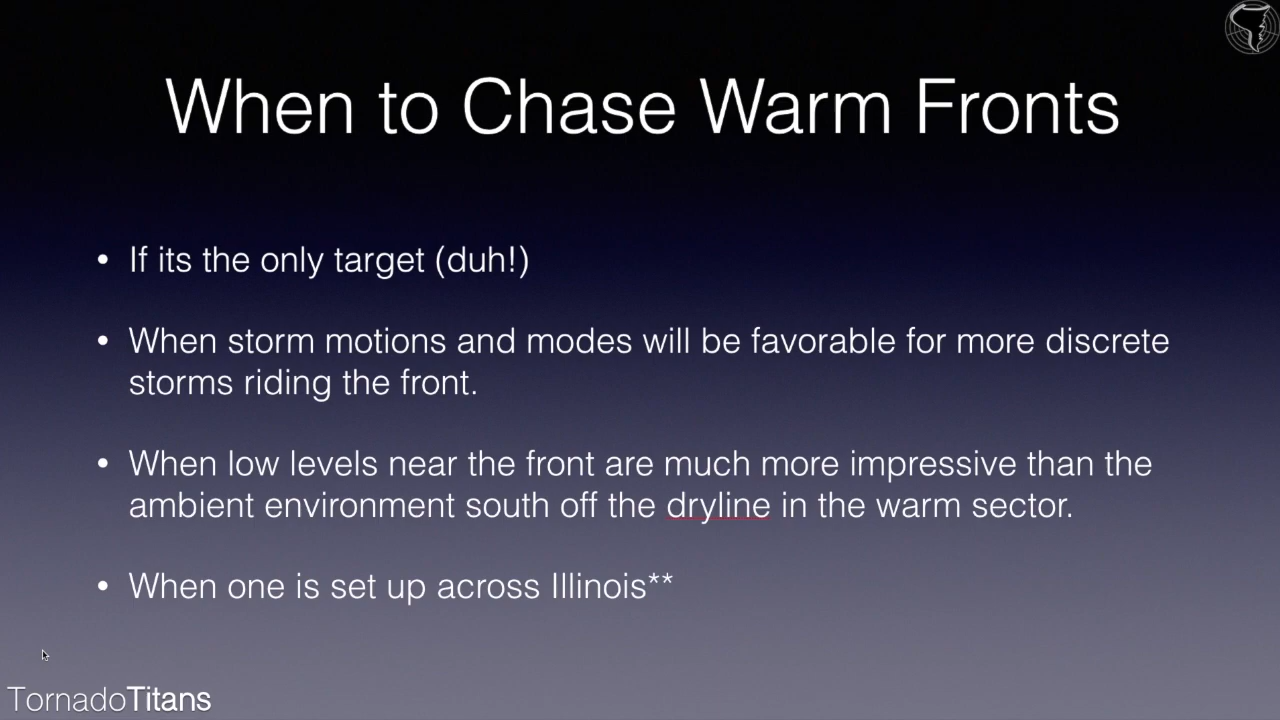 When to Chase Warm Fronts
• If its the only target (duh!)
• When storm motions and modes will be favorable for more discrete
storms riding the front.
• When low levels near the front are much more impressive than the
ambient environment south off the dryline in the warm sector.
• When one is set up across Illinois**
TornadoTitans